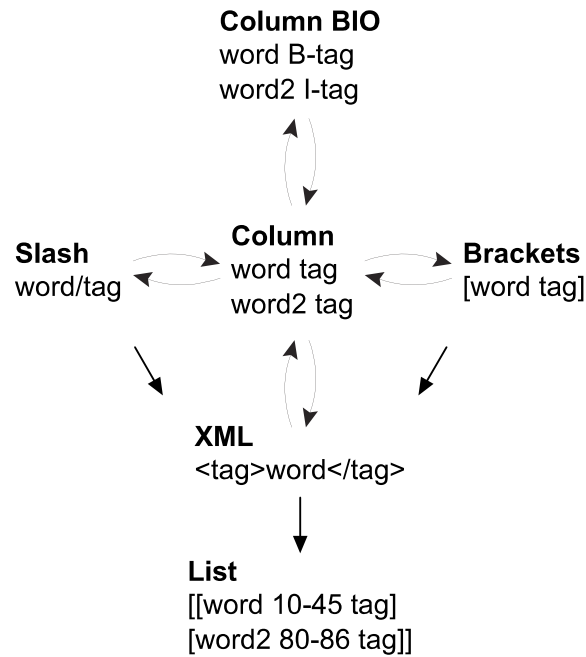 Column BIO
word B-tag
word2 I-tag
Slash
word/tag
Column
word tag
word2 tag
Brackets
[word tag]
XML
<tag>word</tag>
List
[[word 10-45 tag]
[word2 80-86 tag]]